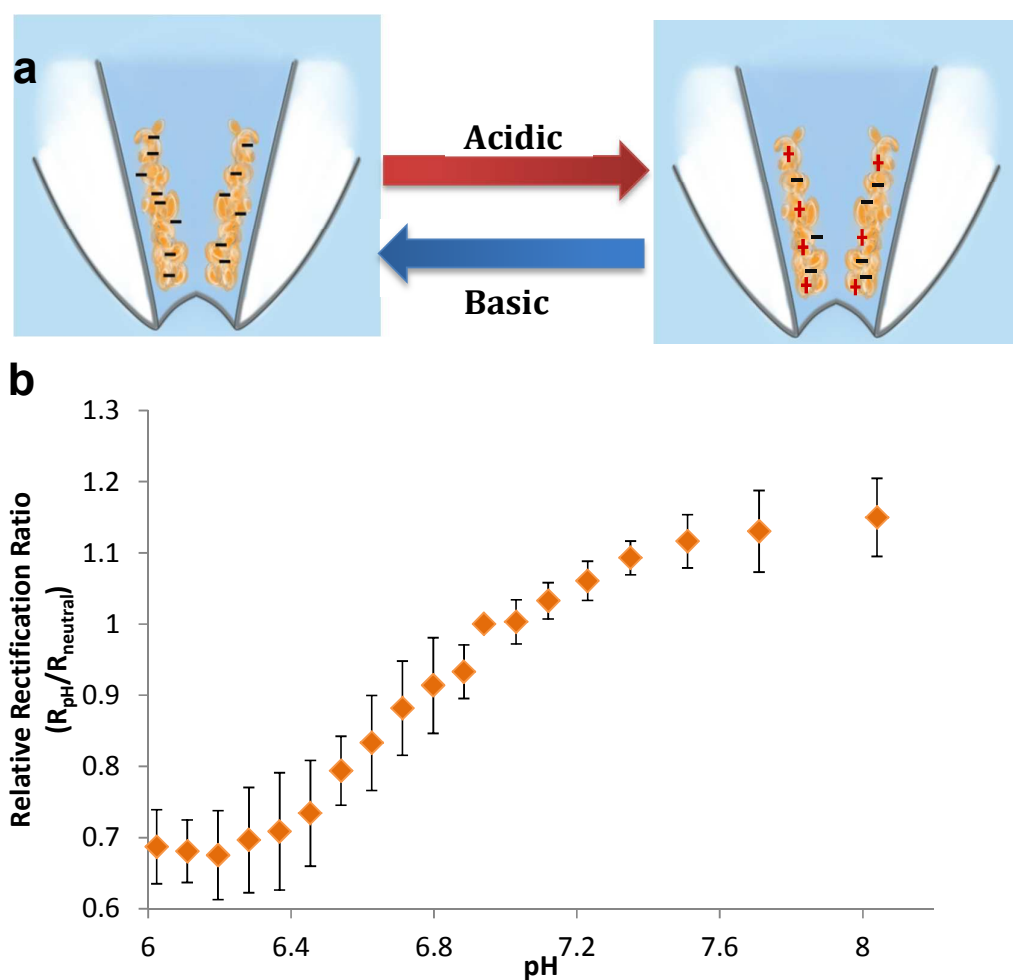 a
Acidic
Basic
b
Relative Rectification Ratio
(RpH/Rneutral)
1.3
1.2
1.1
1
0.9
0.8
0.7
0.6
6
6.4
6.8
7.2
7.6
8
pH